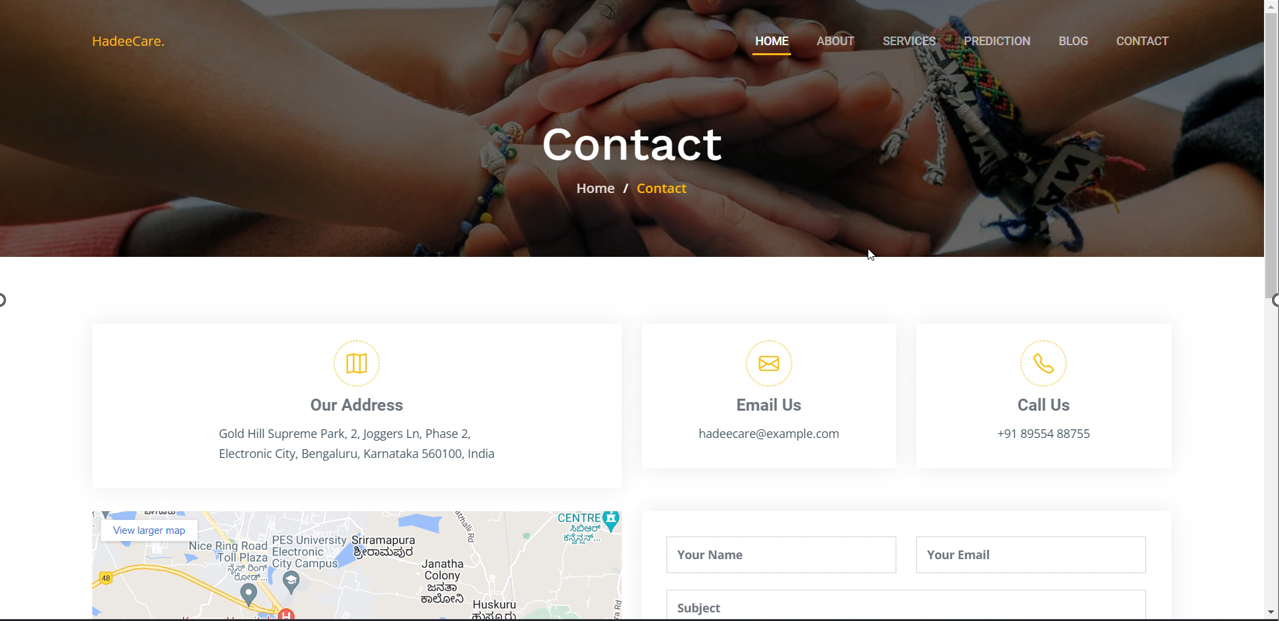 HadeeCare.
HOME ABOUT SERVICES PREDICTION BLOG CONTACT
Contact
Home / Contact
Our Address
Gold Hill Supreme Park, 2, Joggers Ln, Phase 2,
Electronic City, Bengaluru, Karnataka 560100, India
Email Us
hadeecare@example.com
Call Us
+91 89554 88755
View larger map
Nice Ring Road
Toll Plaza
ನೈಸ್ ರಿಂಗ್
ರೋಡ್...
48
PES University
Electronic
City Campus
Sriramapura
ಶ್ರೀರಾಮಪುರ
Janatha
Colony
ಜನತಾ
ಕಾಲೋನಿ
Huskuru
ಹುಸ್ಕೂರು
CENTRE
H
Your Name
Your Email
Subject